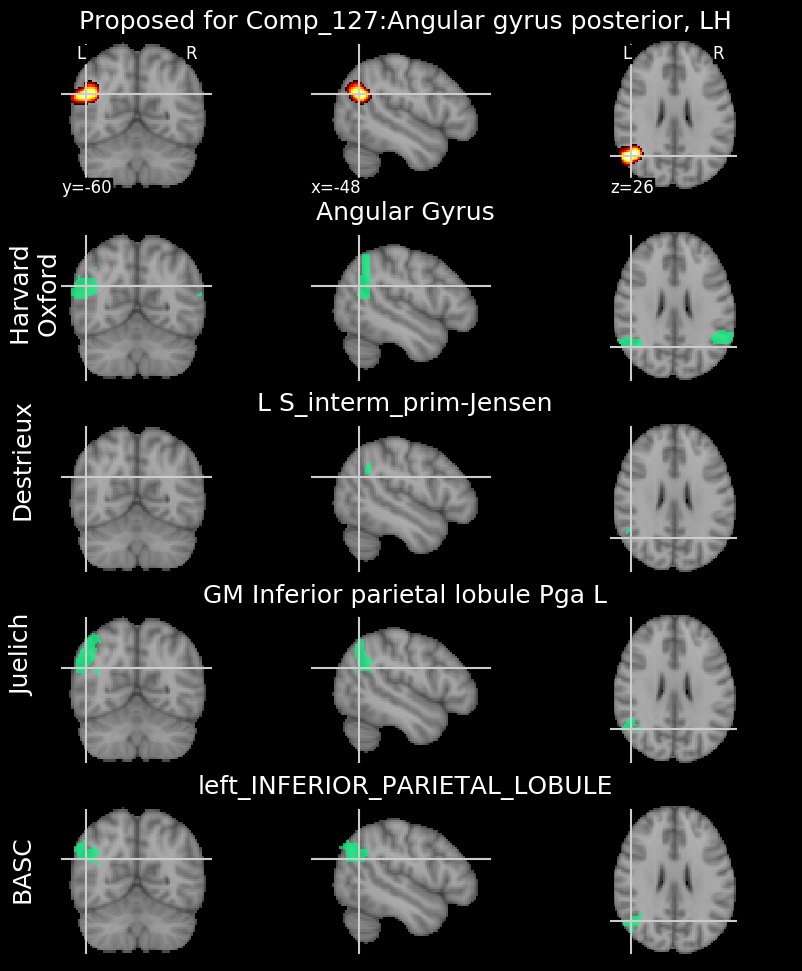 Proposed for Comp_127:Angular gyrus posterior, LH
L R
L R
y=-60
x=-48
z=26
Angular Gyrus
Harvard
Oxford
L S_interm_prim-Jensen
Destrieux
GM Inferior parietal lobule Pga L
Juelich
left_INFERIOR_PARIETAL_LOBULE
BASC